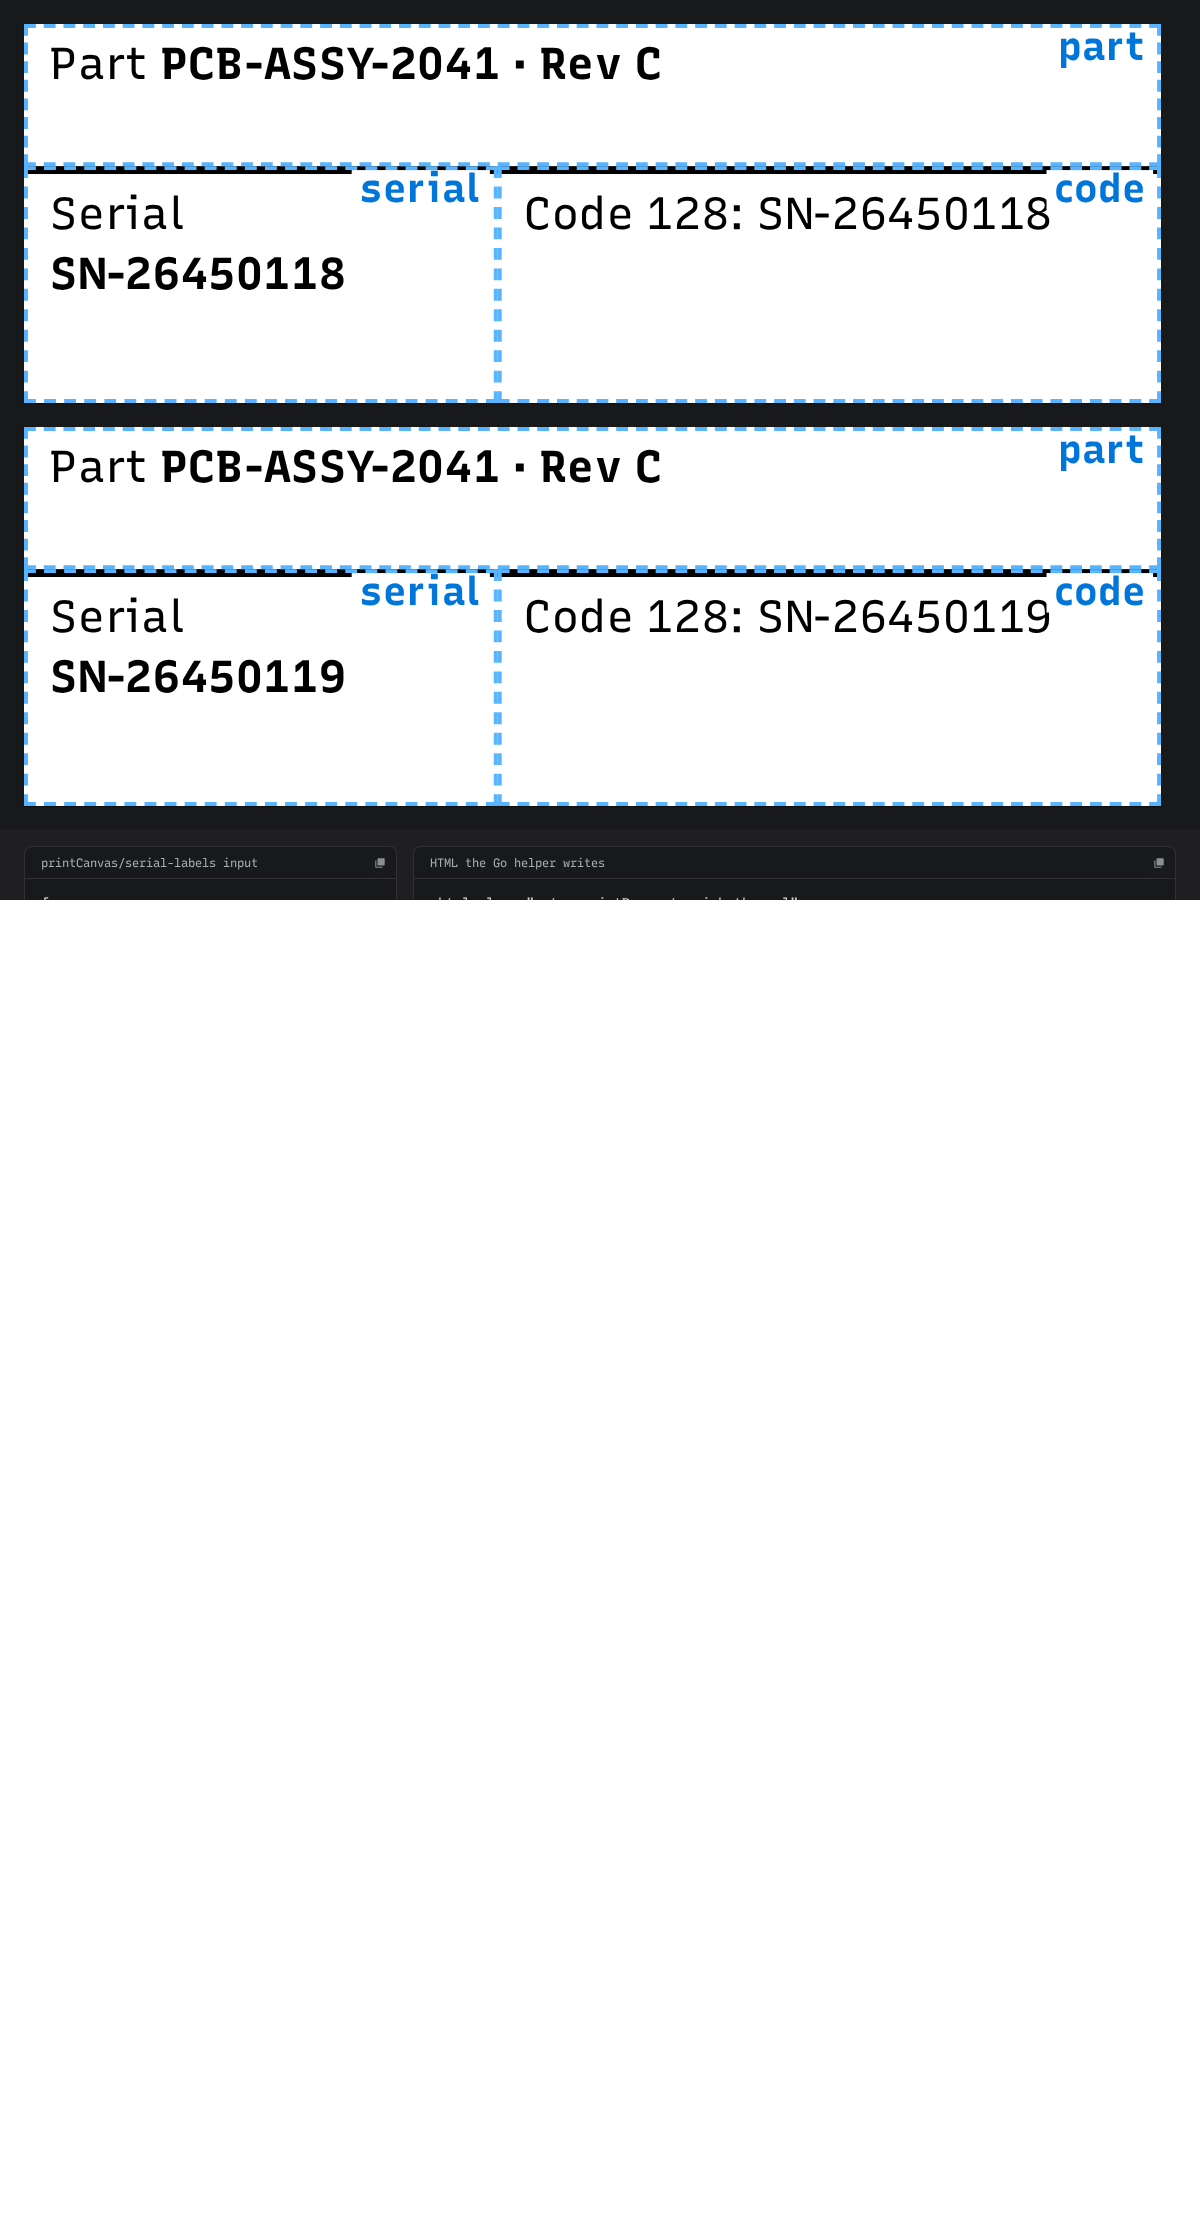 Part PCB-ASSY-2041 · Rev C
part
serial
code
Serial
SN-26450118
Code 128: SN-26450118
Part PCB-ASSY-2041 · Rev C
part
serial
code
Serial
SN-26450119
Code 128: SN-26450119
printCanvas/serial-labels input
HTML the Go helper writes